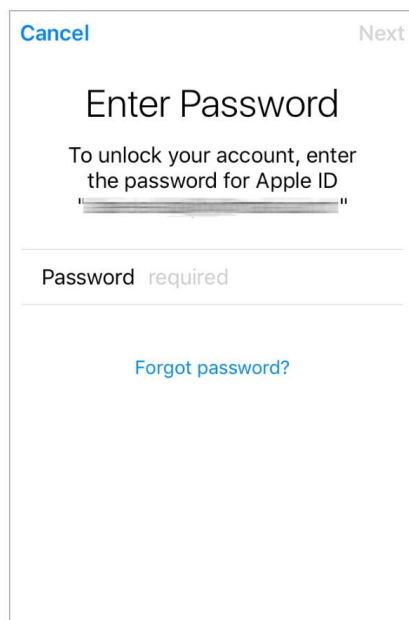 Cancel
Next
Enter Password
To unlock your account, enter
the password for Apple ID
" "
Password required
Forgot password?